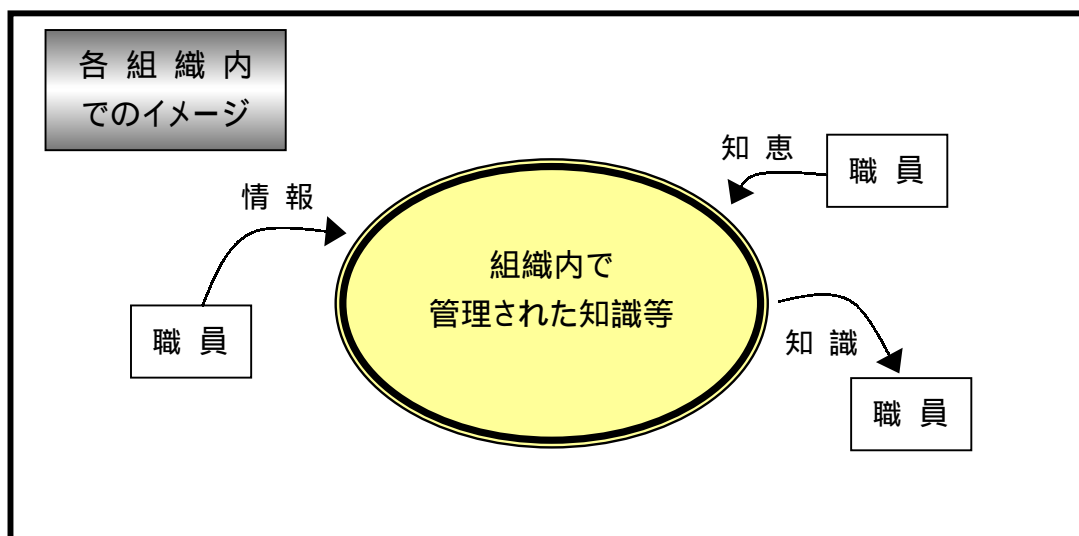 各組織内
でのイメージ
知恵
職員
情報
組織内で
管理された知識等
職員
知識
職員